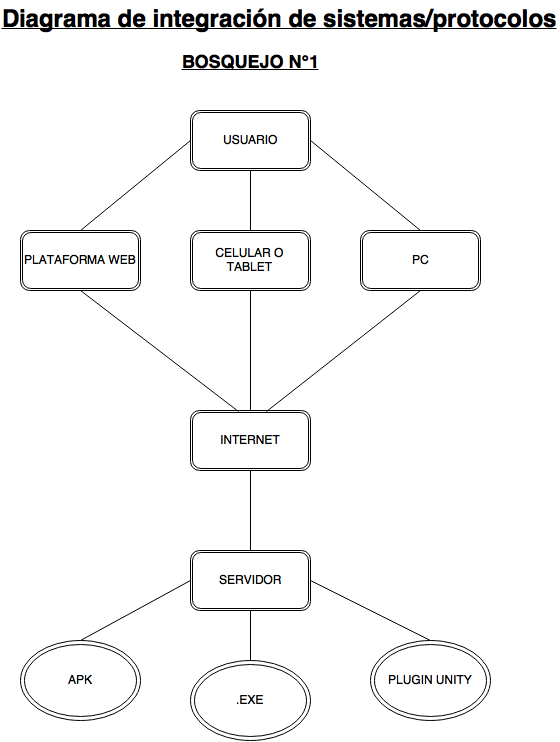 Diagrama de integración de sistemas/protocolos
BOSQUEJO N°1
USUARIO
PLATAFORMA WEB
CELULAR O
TABLET
PC
INTERNET
SERVIDOR
APK
.EXE
PLUGIN UNITY